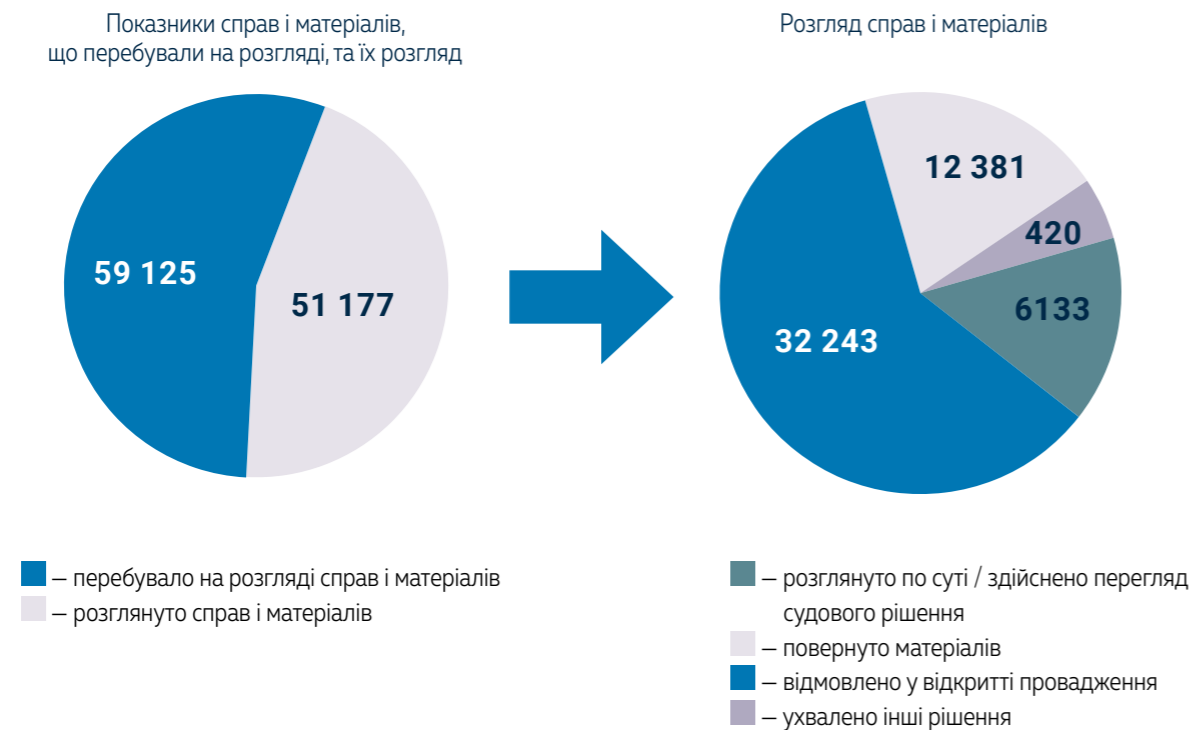 Показники справ і матеріалів,
що перебували на розгляді, та їх розгляд
59 125
51 177
— перебувало на розгляді справ і матеріалів
— розглянуто справ і матеріалів
Розгляд справ і матеріалів
12 381
420
6133
32 243
— розглянуто по суті / здійснено перегляд
судового рішення
— повернуто матеріалів
— відмовлено у відкритті провадження
— ухвалено інші рішення